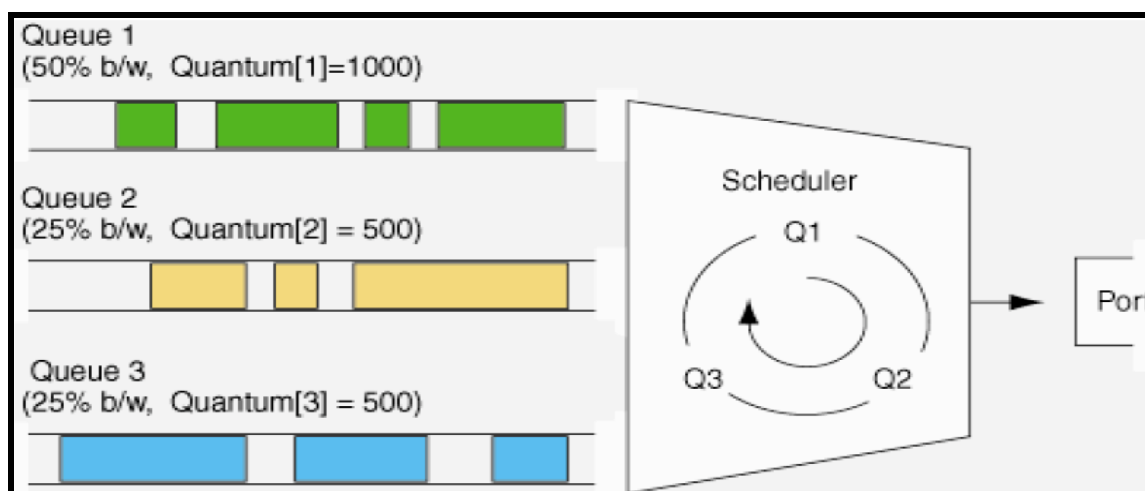 Queue 1
(50% b/w, Quantum[1]=1000)
Queue 2
(25% b/w, Quantum[2] = 500)
Queue 3
(25% b/w, Quantum[3] = 500)
Scheduler
Q1
Q3 Q2
Por